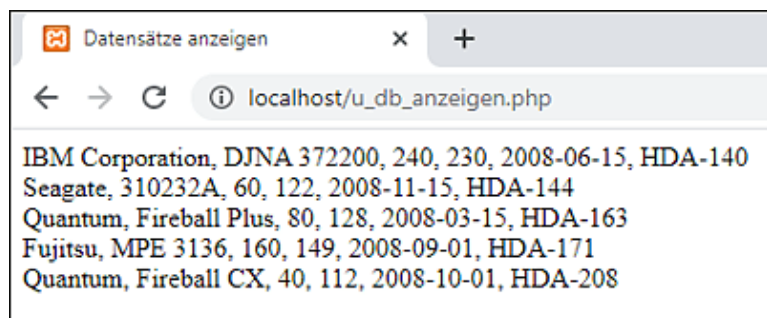 Datensätze anzeigen
localhost/u_db_anzeigen.php
IBM Corporation, DJNA 372200, 240, 230, 2008-06-15, HDA-140
Seagate, 310232A, 60, 122, 2008-11-15, HDA-144
Quantum, Fireball Plus, 80, 128, 2008-03-15, HDA-163
Fujitsu, MPE 3136, 160, 149, 2008-09-01, HDA-171
Quantum, Fireball CX, 40, 112, 2008-10-01, HDA-208